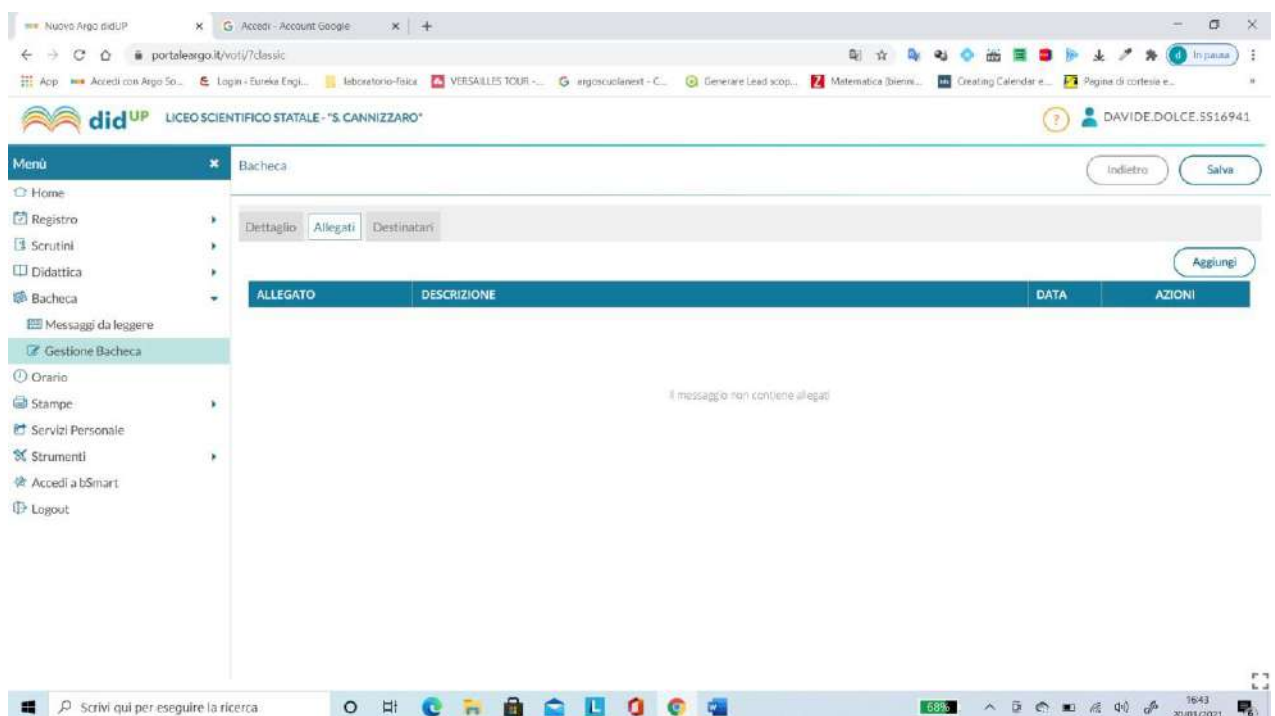 Nuovo Argo didUP
Accedi - Account Google
portaleargo.it/voti/?classic
In pausa
App
Accedi con Argo So...
Login - Eureka Engi...
laboratorio-fisica
VERSAILLES TOUR -...
argoscuolanext - C...
Generare Lead scop...
Matematica (bienni...
Creating Calendar e...
Pagina di cortesia e...
didUP LICEO SCIENTIFICO STATALE - "S. CANNIZZARO"
DAVIDE.DOLCE.SS16941
Menù
Bacheca
Indietro
Salva
Home
Registro
Scrutini
Didattica
Bacheca
Messaggi da leggere
Gestione Bacheca
Orario
Stampe
Servizi Personale
Strumenti
Accedi a bSmart
Logout
Dettaglio
Allegati
Destinatari
Aggiungi
ALLEGATO DESCRIZIONE DATA AZIONI
Il messaggio non contiene allegati
Scrivi qui per eseguire la ricerca
68%
16:43
20/01/2021